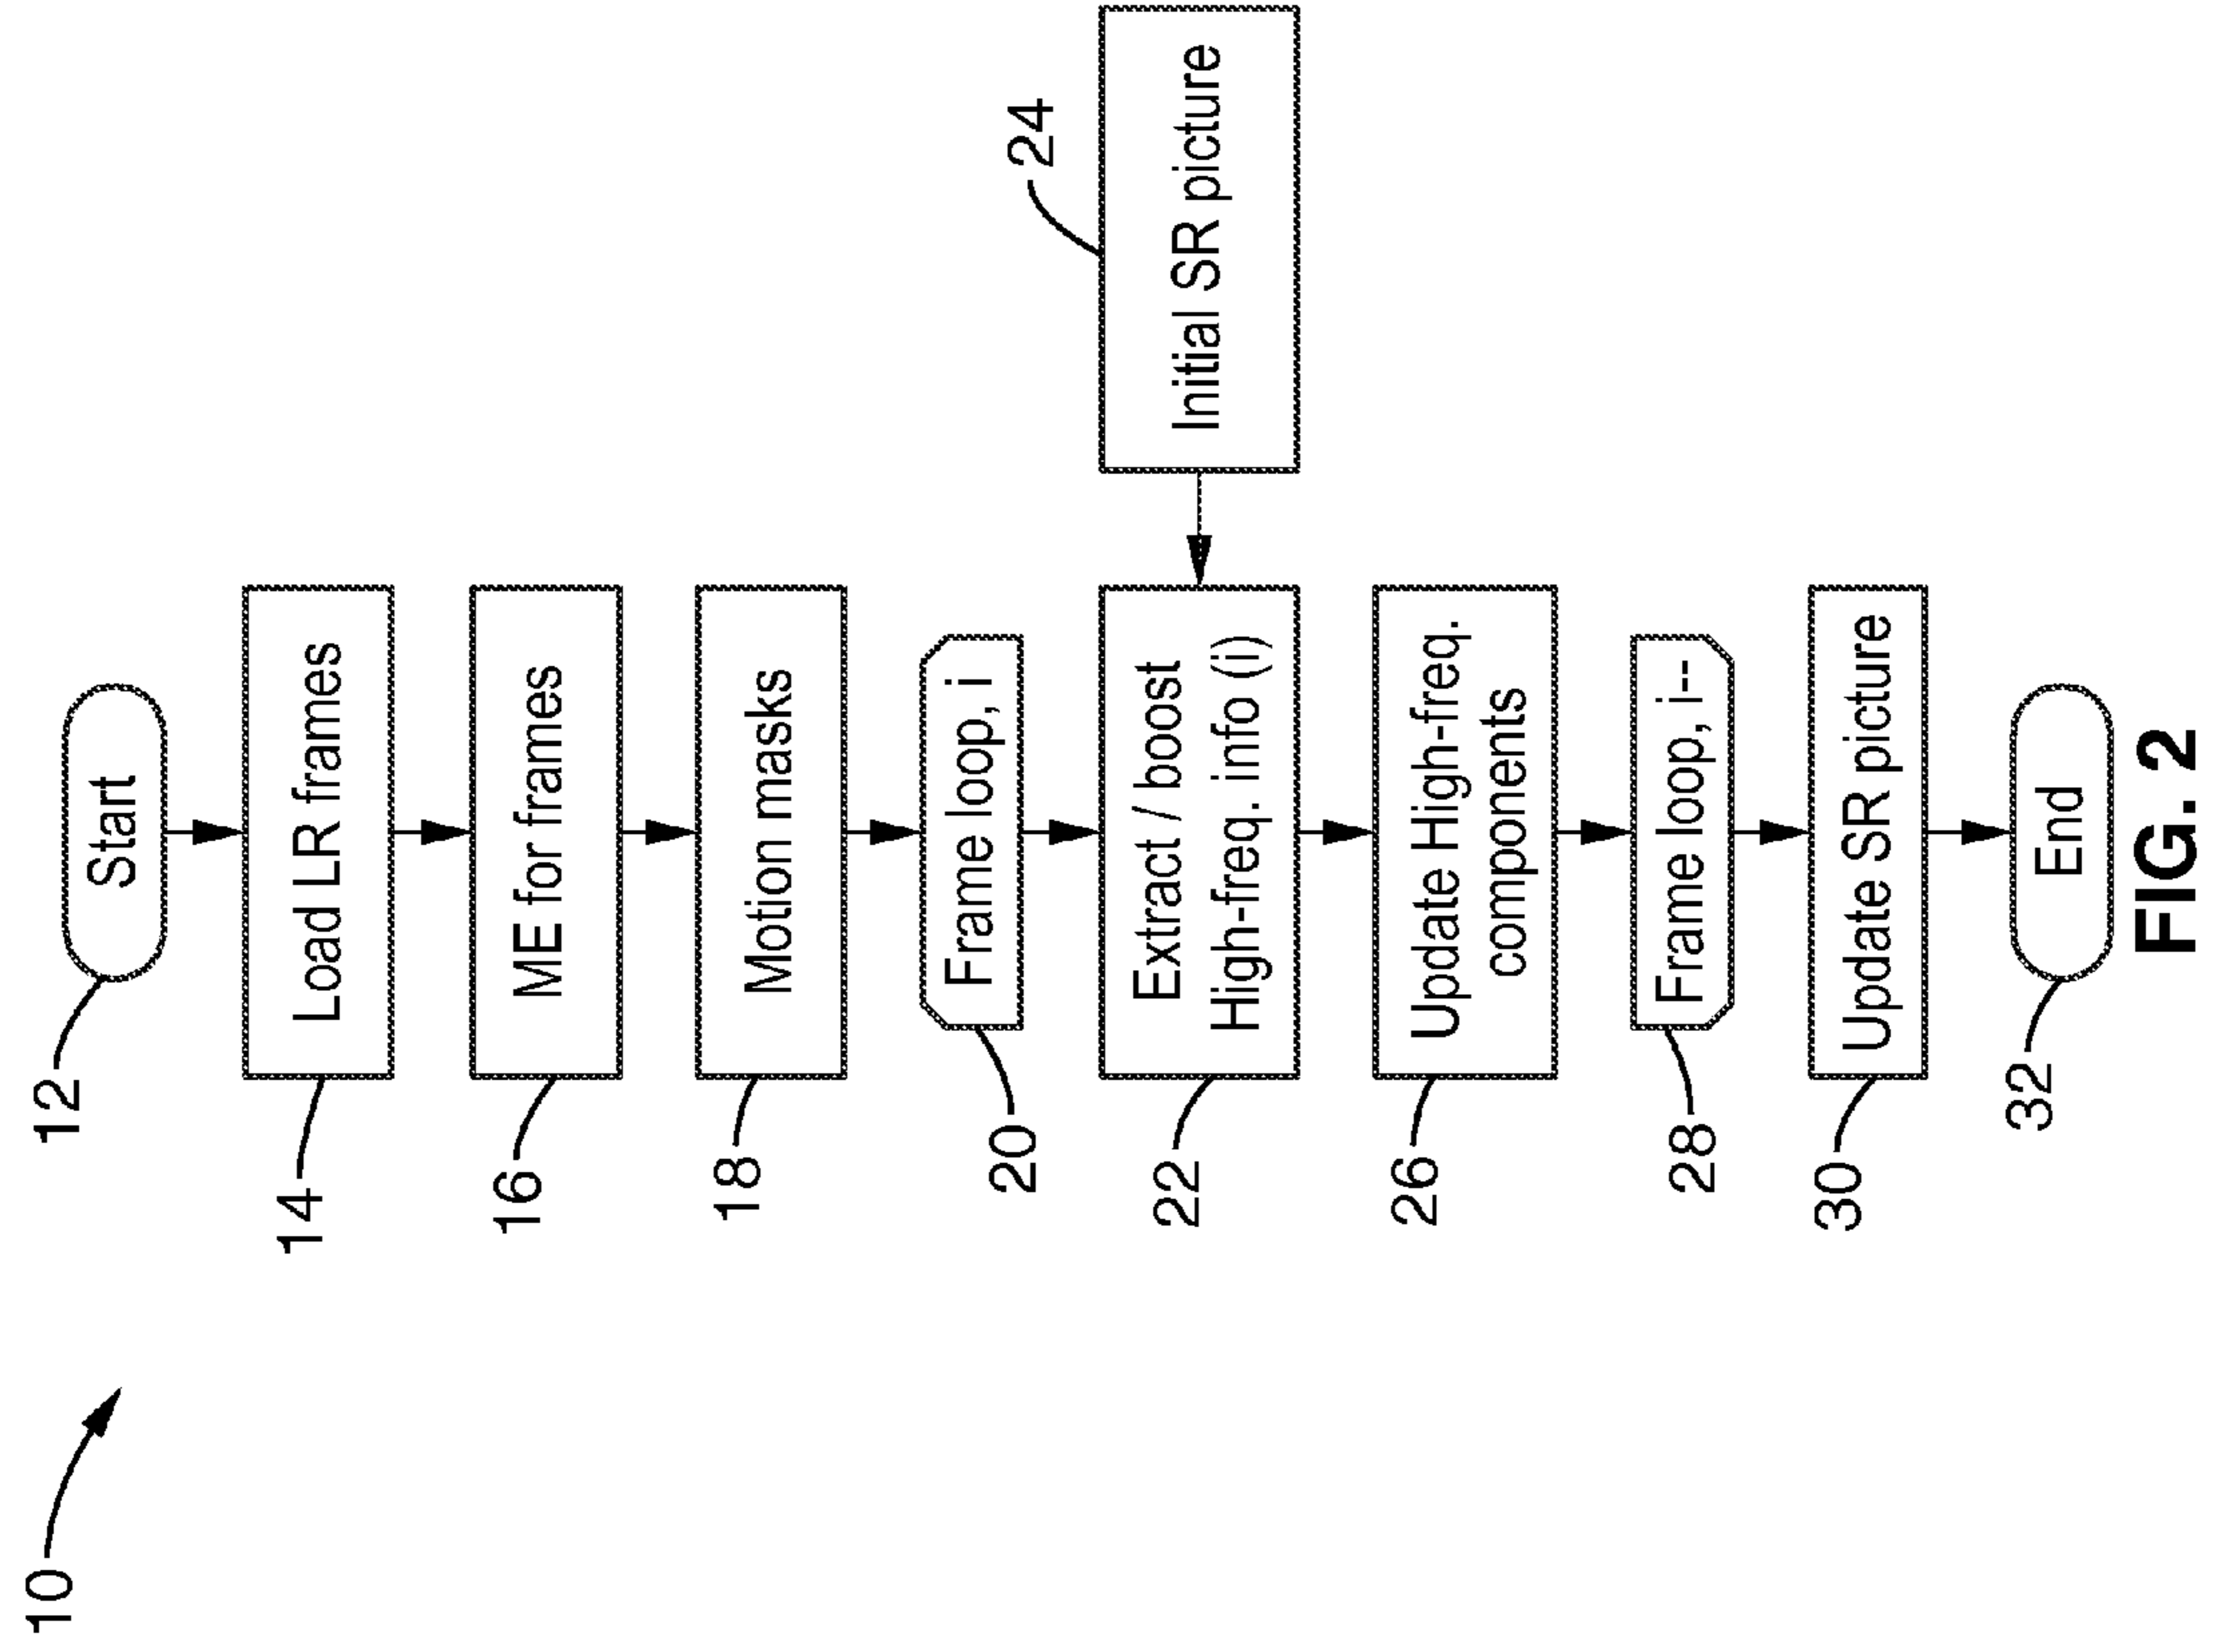 10
12
Start
14
Load LR frames
16
ME for frames
18
Motion masks
20
Frame loop, i
22
Extract / boost
High-freq. info (i)
24
Initial SR picture
26
Update High-freq.
components
28
Frame loop, i--
30
Update SR picture
32
End
FIG. 2